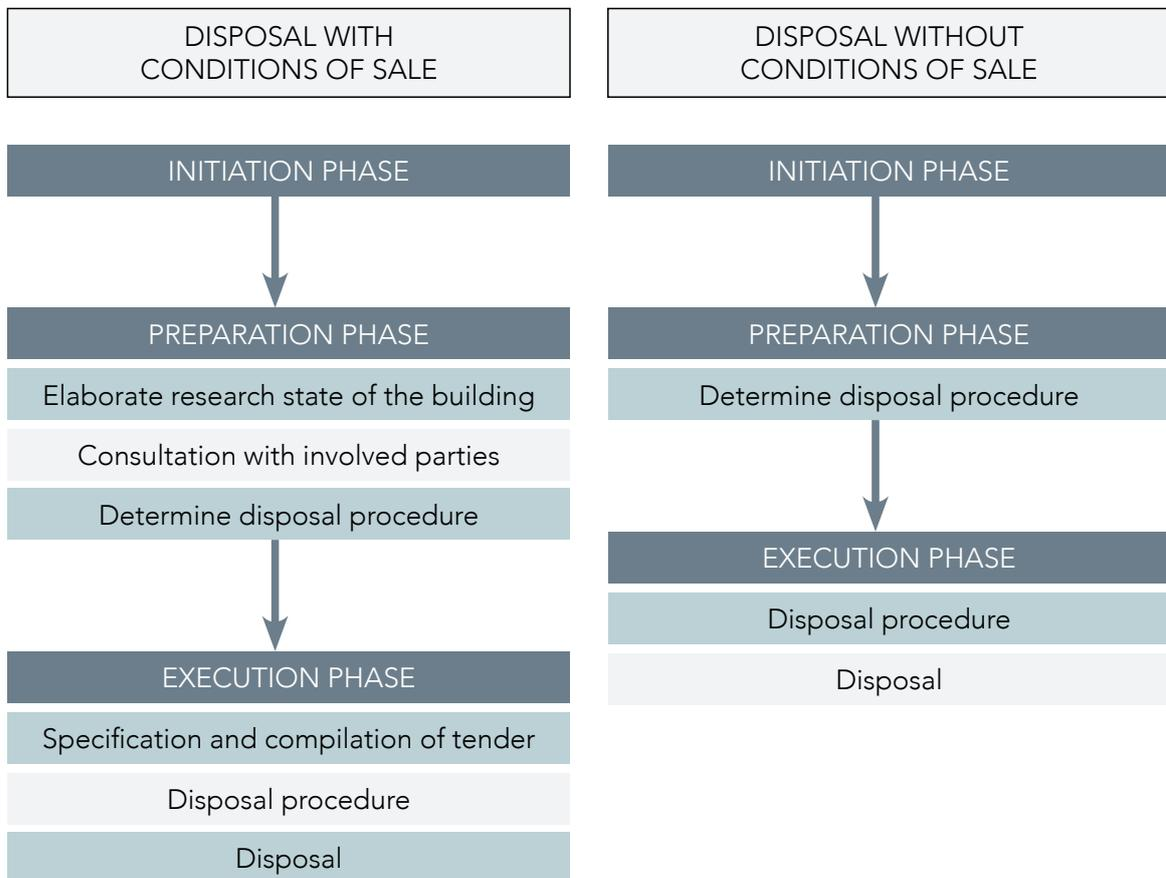 DISPOSAL WITH
CONDITIONS OF SALE
INITIATION PHASE
PREPARATION PHASE
Elaborate research state of the building
Consultation with involved parties
Determine disposal procedure
EXECUTION PHASE
Specification and compilation of tender
Disposal procedure
Disposal
DISPOSAL WITHOUT
CONDITIONS OF SALE
INITIATION PHASE
PREPARATION PHASE
Determine disposal procedure
EXECUTION PHASE
Disposal procedure
Disposal